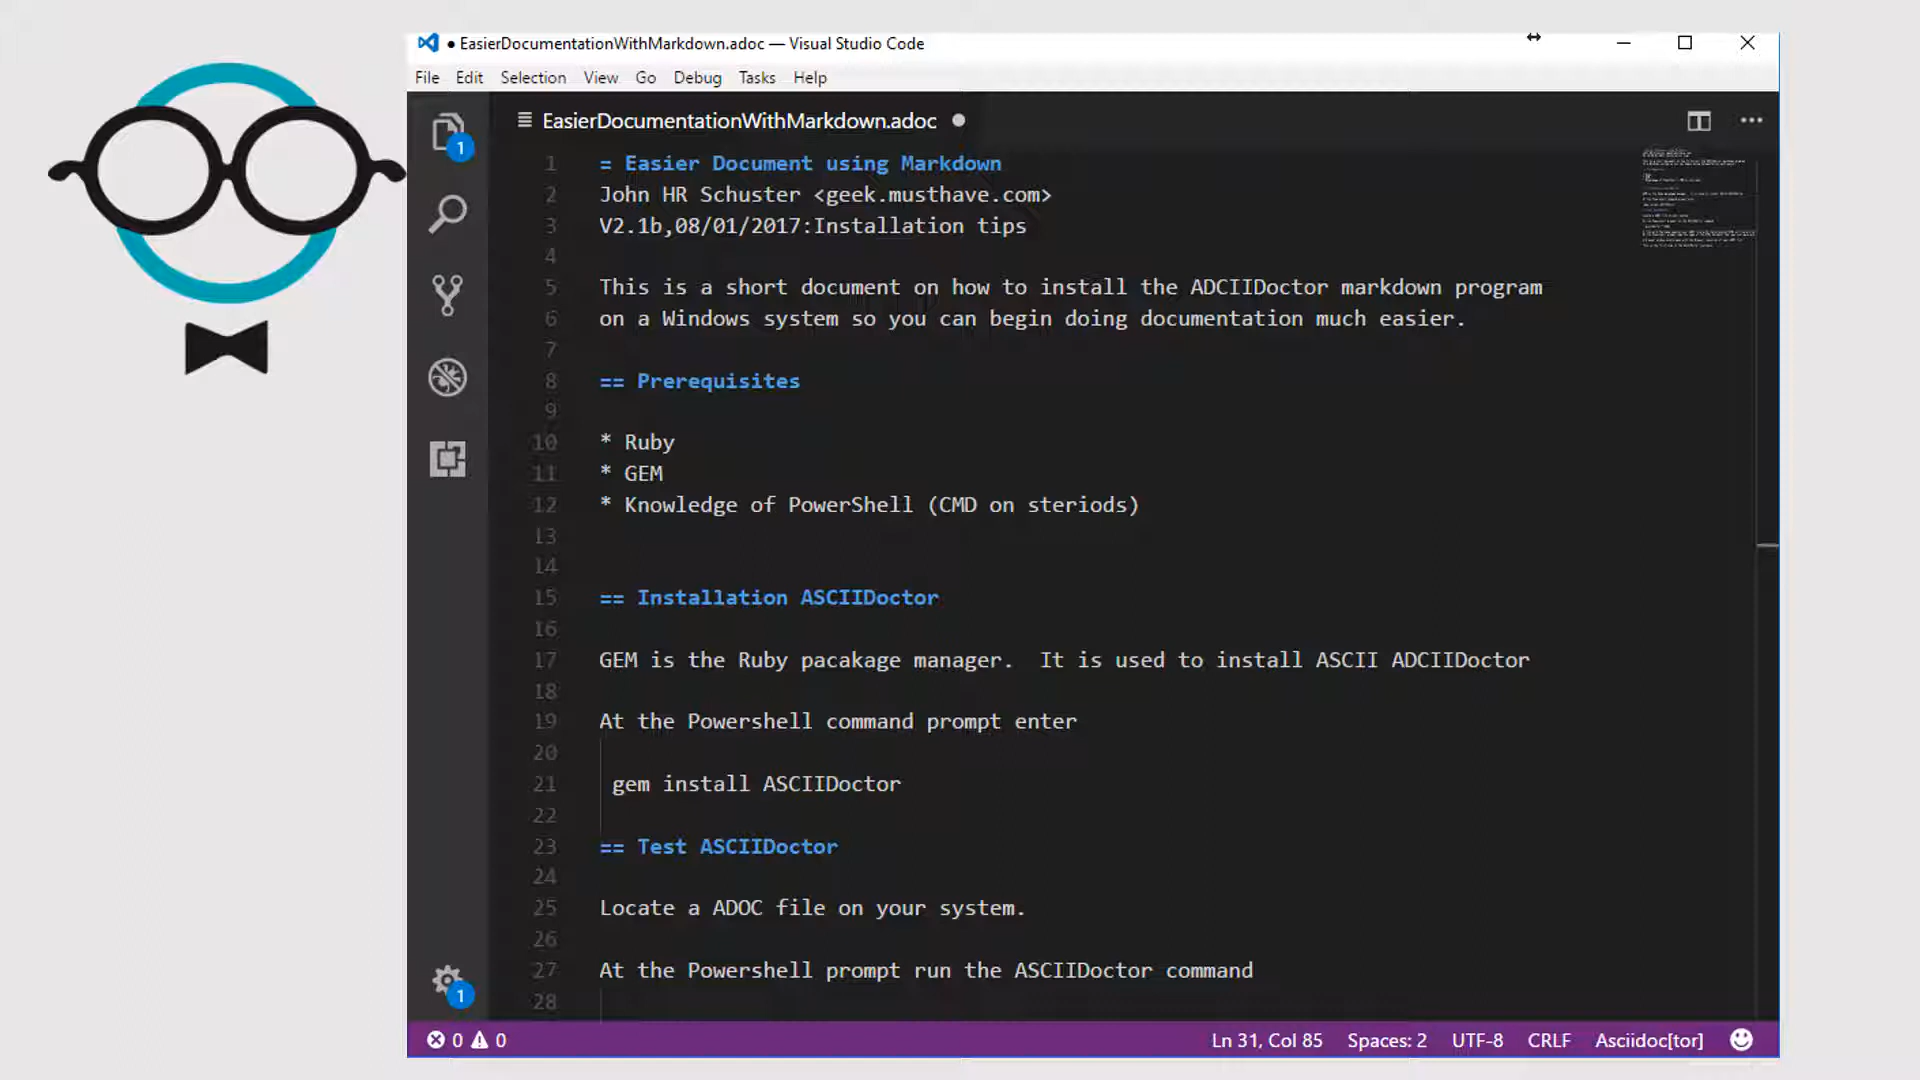 ● EasierDocumentationWithMarkdown.adoc — Visual Studio Code
File Edit Selection View Go Debug Tasks Help
EasierDocumentationWithMarkdown.adoc ●
1 = Easier Document using Markdown
2 John HR Schuster <geek.musthave.com>
3 V2.1b,08/01/2017:Installation tips
4
5 This is a short document on how to install the ADCIIDoctor markdown program
6 on a Windows system so you can begin doing documentation much easier.
7
8 == Prerequisites
9
10 * Ruby
11 * GEM
12 * Knowledge of PowerShell (CMD on steriods)
13
14
15 == Installation ASCIIDoctor
16
17 GEM is the Ruby pacakage manager.  It is used to install ASCII ADCIIDoctor
18
19 At the Powershell command prompt enter
20
21 gem install ASCIIDoctor
22
23 == Test ASCIIDoctor
24
25 Locate a ADOC file on your system.
26
27 At the Powershell prompt run the ASCIIDoctor command
28
1
1
0 0 Ln 31, Col 85 Spaces: 2 UTF-8 CRLF Asciidoc[tor]